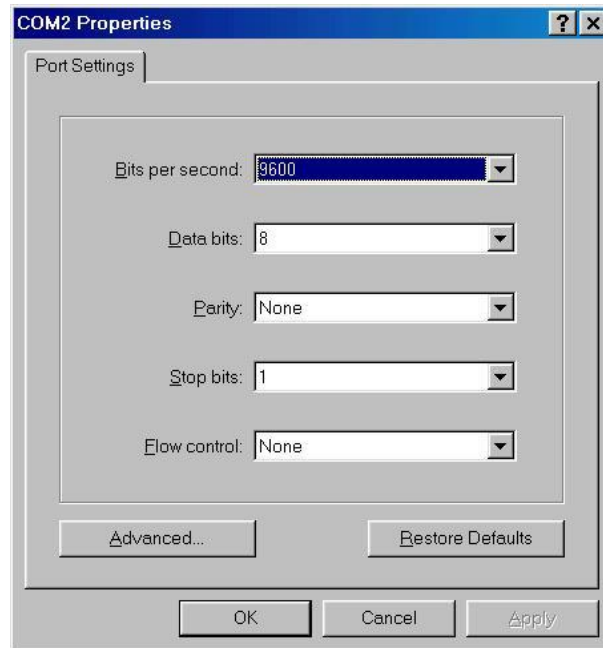 COM2 Properties
Port Settings
Bits per second: 9600
Data bits: 8
Parity: None
Stop bits: 1
Flow control: None
Advanced... Restore Defaults
OK Cancel Apply